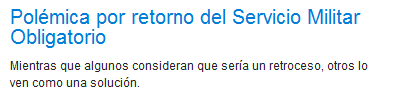 Polémica por retorno del Servicio Militar
Obligatorio
Mientras que algunos consideran que sería un retroceso, otros lo
ven como una solución.